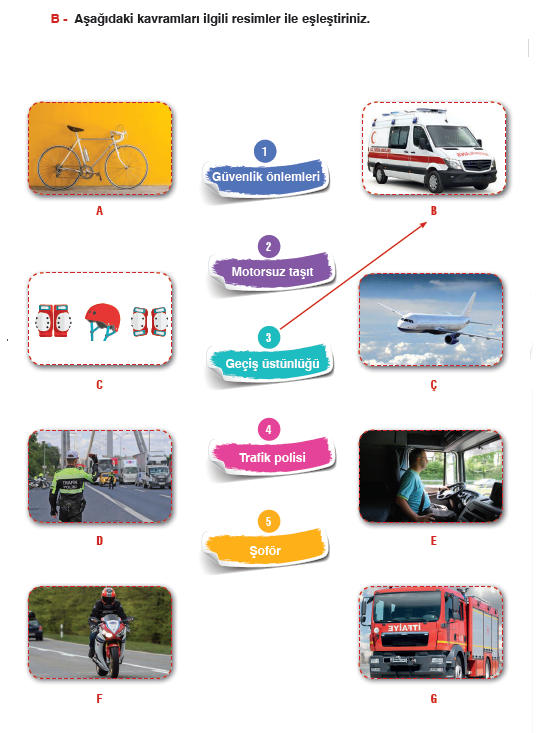 B - Aşağıdaki kavramları ilgili resimler ile eşleştiriniz.
A
1
Güvenlik önlemleri
B
2
Motorsuz taşıt
C
3
Geçiş üstünlüğü
Ç
4
Trafik polisi
TRAFİK
POLİSİ
D
5
Şoför
E
F
İTFAİYE
G